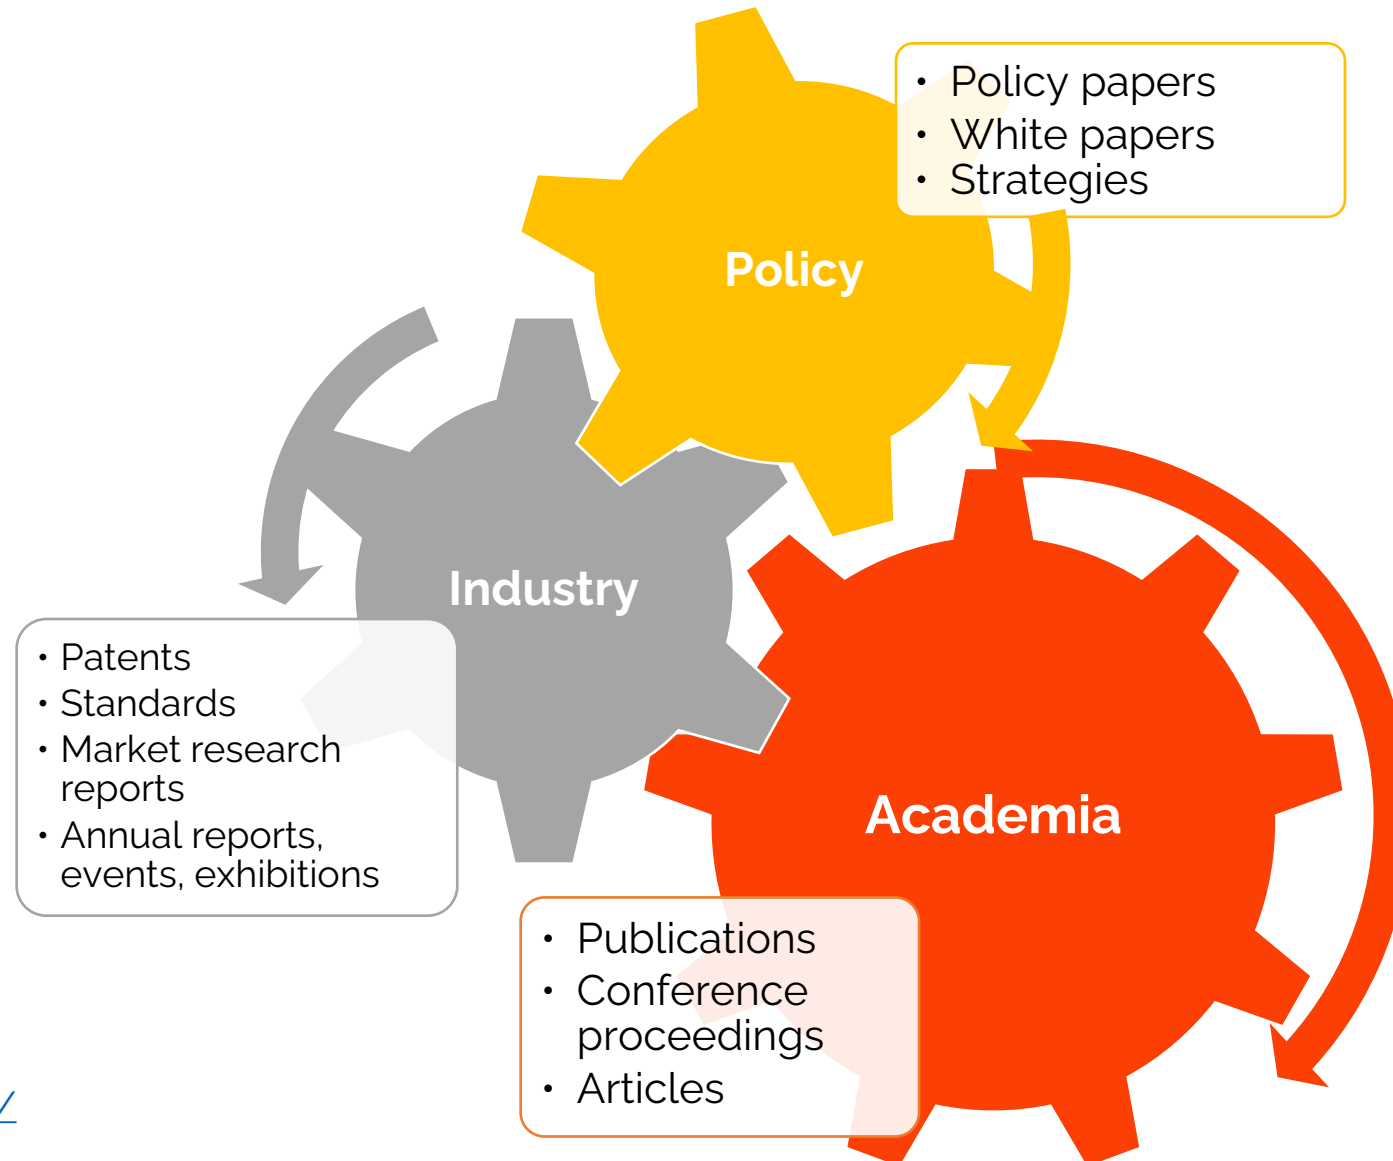 • Policy papers
• White papers
• Strategies
Policy
Industry
• Patents
• Standards
• Market research
reports
• Annual reports,
events, exhibitions
Academia
• Publications
• Conference
proceedings
• Articles
/